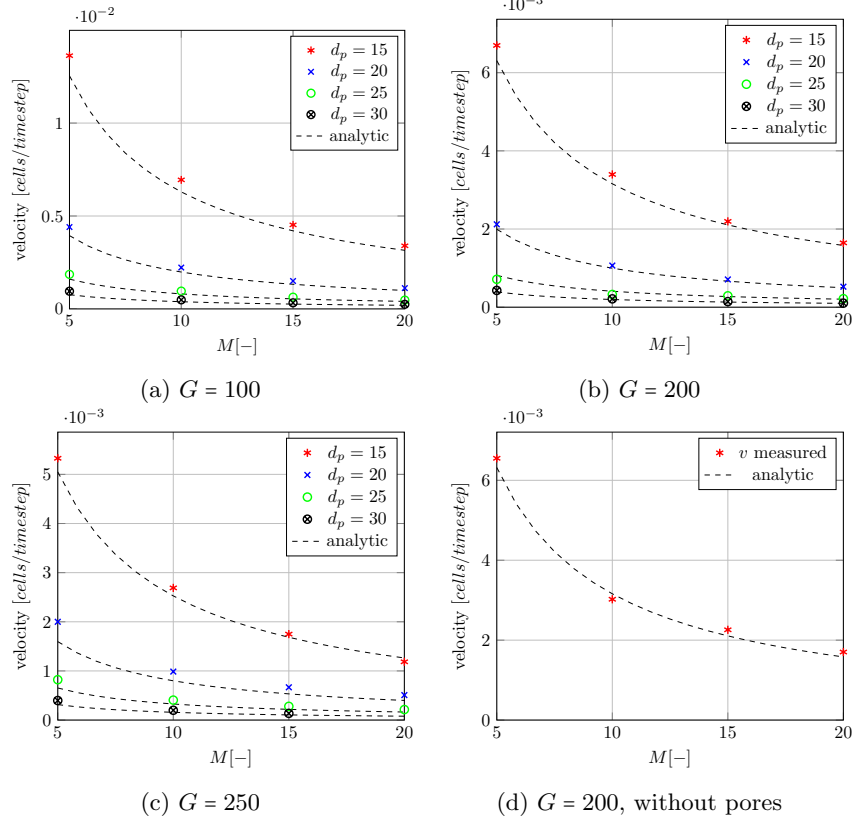 ·10⁻²
velocity [cells/timestep]
1
0.5
0
5 10 15 20
M[−]
d_p = 15
d_p = 20
d_p = 25
d_p = 30
analytic
(a) G = 100
·10⁻³
velocity [cells/timestep]
6
4
2
0
5 10 15 20
M[−]
d_p = 15
d_p = 20
d_p = 25
d_p = 30
analytic
(b) G = 200
·10⁻³
velocity [cells/timestep]
5
4
3
2
1
0
5 10 15 20
M[−]
d_p = 15
d_p = 20
d_p = 25
d_p = 30
analytic
(c) G = 250
·10⁻³
velocity [cells/timestep]
6
4
2
0
5 10 15 20
M[−]
v measured
analytic
(d) G = 200, without pores